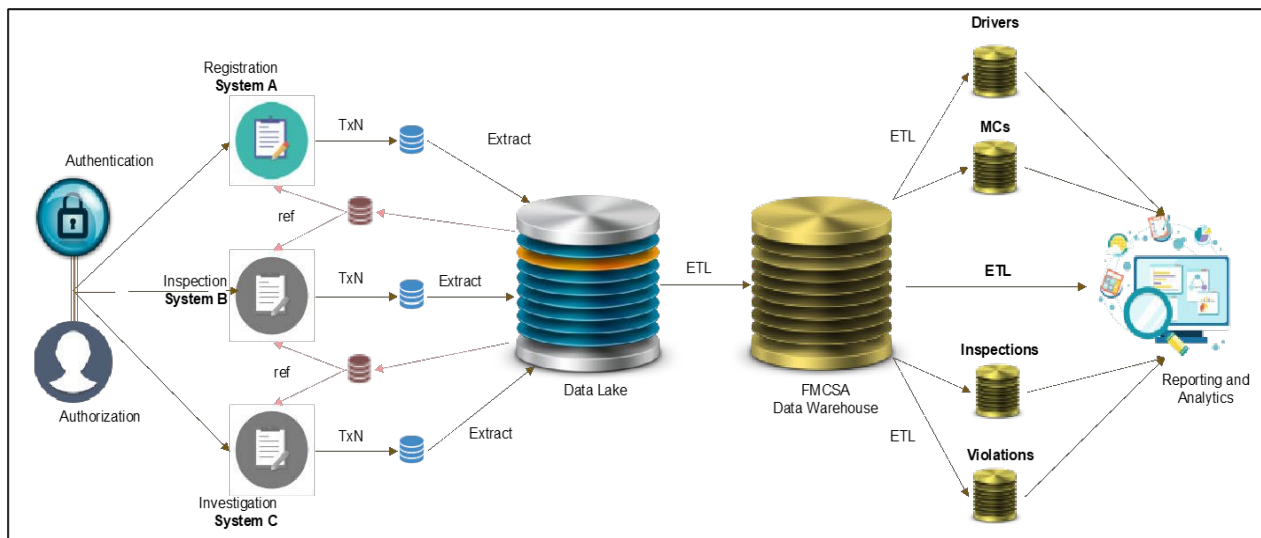 Authentication
Authorization
Registration
System A
TxN
Extract
ref
Inspection
System B
TxN
Extract
ref
Investigation
System C
TxN
Extract
Data Lake
ETL
FMCSA
Data Warehouse
ETL
Drivers
MCs
ETL
Inspections
ETL
Violations
Reporting and
Analytics